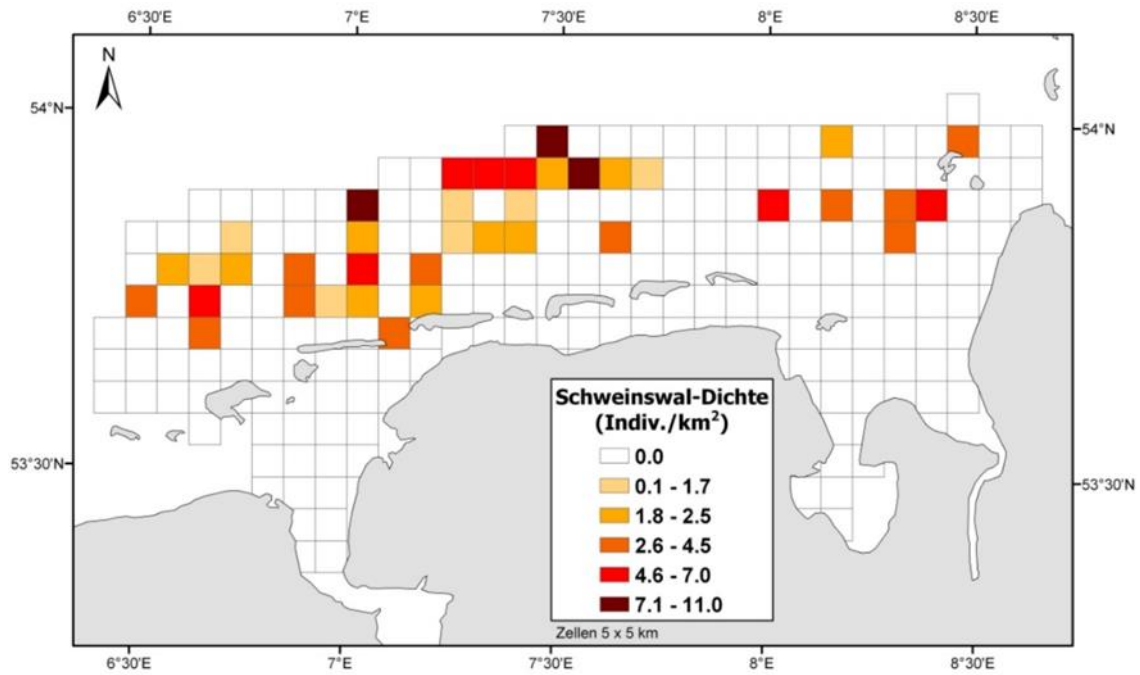 6°30'E 7°E 7°30'E 8°E 8°30'E
N
54°N 54°N
53°30'N 53°30'N
Schweinswal-Dichte
(Indiv./km²)
0.0
0.1 - 1.7
1.8 - 2.5
2.6 - 4.5
4.6 - 7.0
7.1 - 11.0
Zellen 5 x 5 km
6°30'E 7°E 7°30'E 8°E 8°30'E